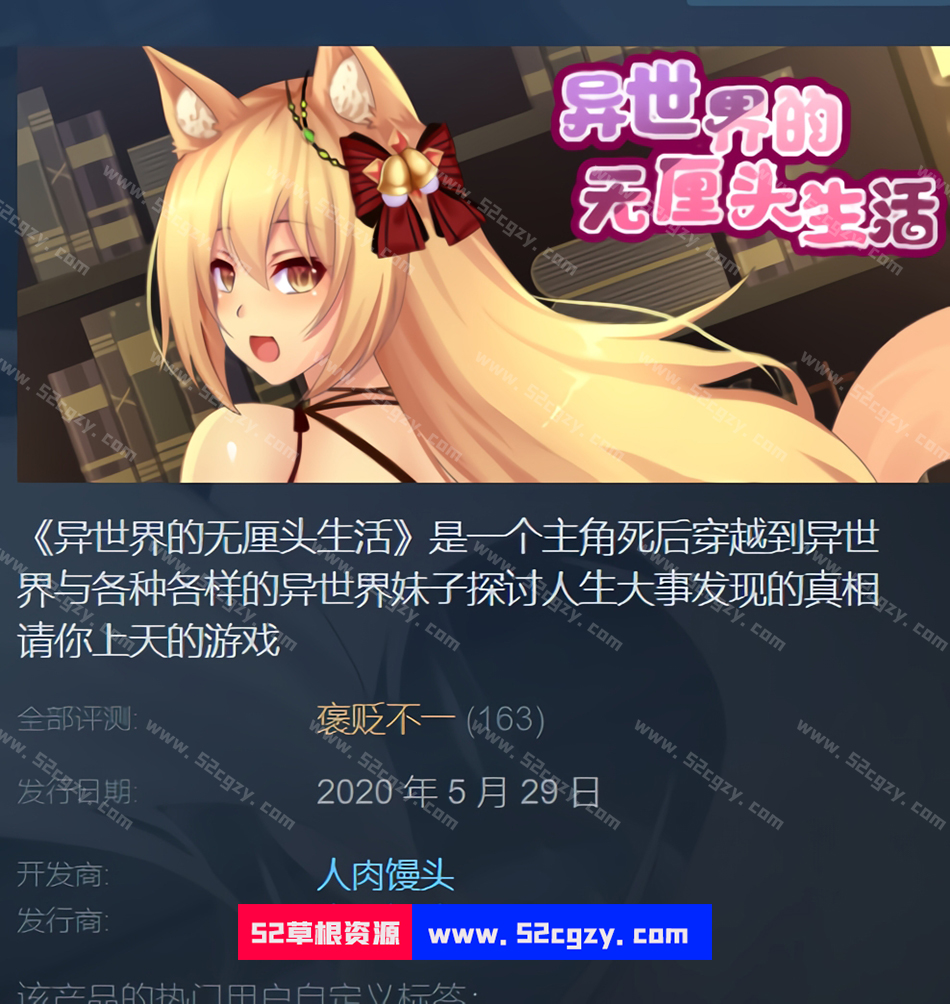 异世界的
无厘头生活
《异世界的无厘头生活》是一个主角死后穿越到异世
界与各种各样的异世界妹子探讨人生大事发现的真相
请你上天的游戏
全部评测: 褒贬不一 (163)
发行日期: 2020 年 5 月 29 日
开发商: 人肉馒头
发行商:
52草根资源 www.52cgzy.com
该产品的热门用户自定义标签:
www.52cgzy.com